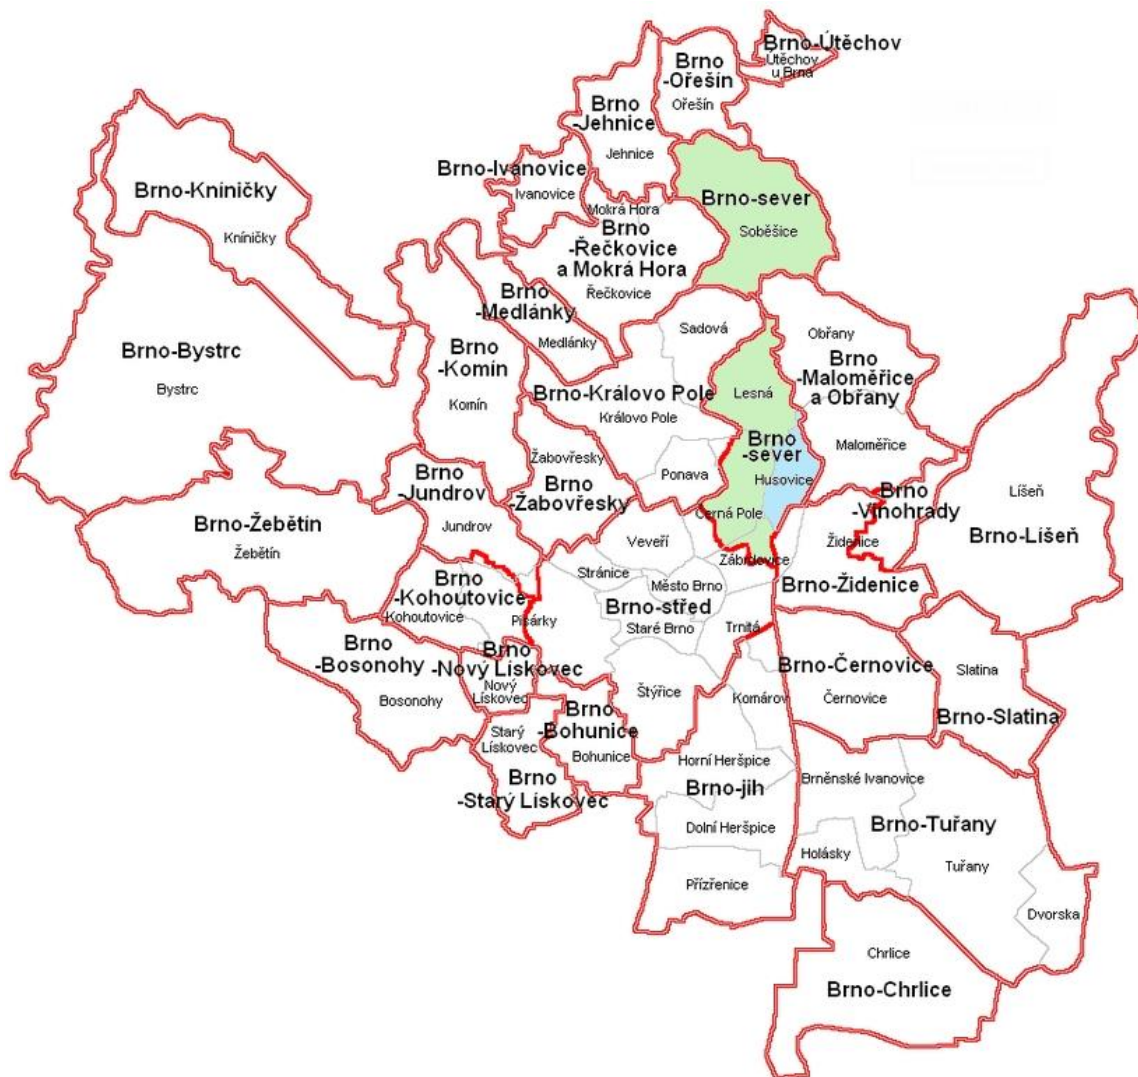 Brno-Útěchov
Útěchov
u Brna
Brno
-Ořešín
Ořešín
Brno
-Jehnice
Jehnice
Brno-Ivanovice
Ivanovice
Brno-Kníničky
Kníničky
Brno-sever
Soběšice
Mokrá Hora
Brno
-Řečkovice
a Mokrá Hora
Řečkovice
Brno
-Medlánky
Medlánky
Sadová
Obřany
Brno
-Maloměřice
a Obřany
Maloměřice
Brno-Bystrc
Bystrc
Brno
-Komín
Komín
Brno-Královo Pole
Královo Pole
Lesná
Brno
-sever
Husovice
Ponava
Černá Pole
Žabovřesky
Brno
-Žabovřesky
Brno
-Jundrov
Jundrov
Brno
-Vinohrady
Líšeň
Brno-Líšeň
Židenice
Brno-Židenice
Brno-Žebětín
Žebětín
Veveří
Zábrdovice
Stránice
Město Brno
Brno-střed
Staré Brno
Trnitá
Pisárky
Štýřice
Brno
-Kohoutovice
Kohoutovice
Brno
-Bosonohy
Bosonohy
Brno
-Nový Lískovec
Nový
Lískovec
Brno-Černovice
Černovice
Slatina
Brno-Slatina
Komárov
Brno
-Bohunice
Bohunice
Starý
Lískovec
Brno
-Starý Lískovec
Horní Heršpice
Brno-jih
Dolní Heršpice
Přízřenice
Brněnské Ivanovice
Brno-Tuřany
Holásky
Tuřany
Dvorska
Chrlice
Brno-Chrlice